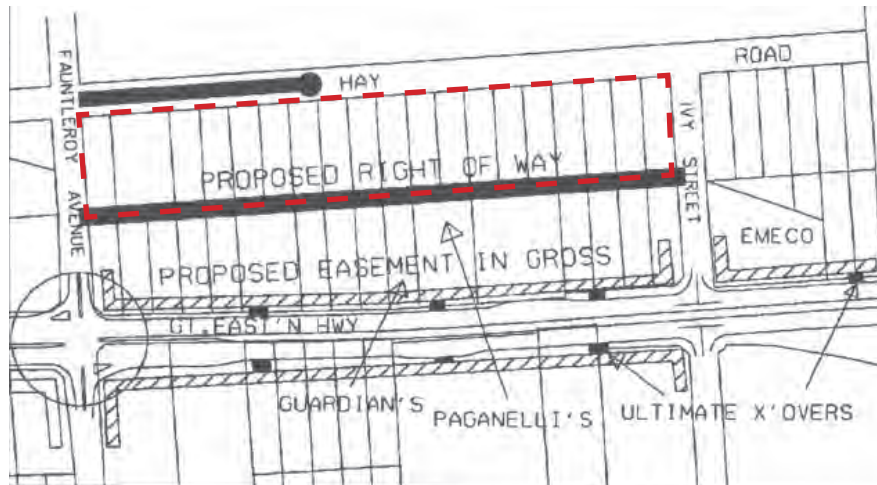 ROAD
HAY
FAUNTLEROY AVENUE
IVY STREET
PROPOSED RIGHT OF WAY
EMECO
PROPOSED EASEMENT IN GROSS
GT.EAST'N HWY
GUARDIAN'S
PAGANELLI'S
ULTIMATE X'OVERS